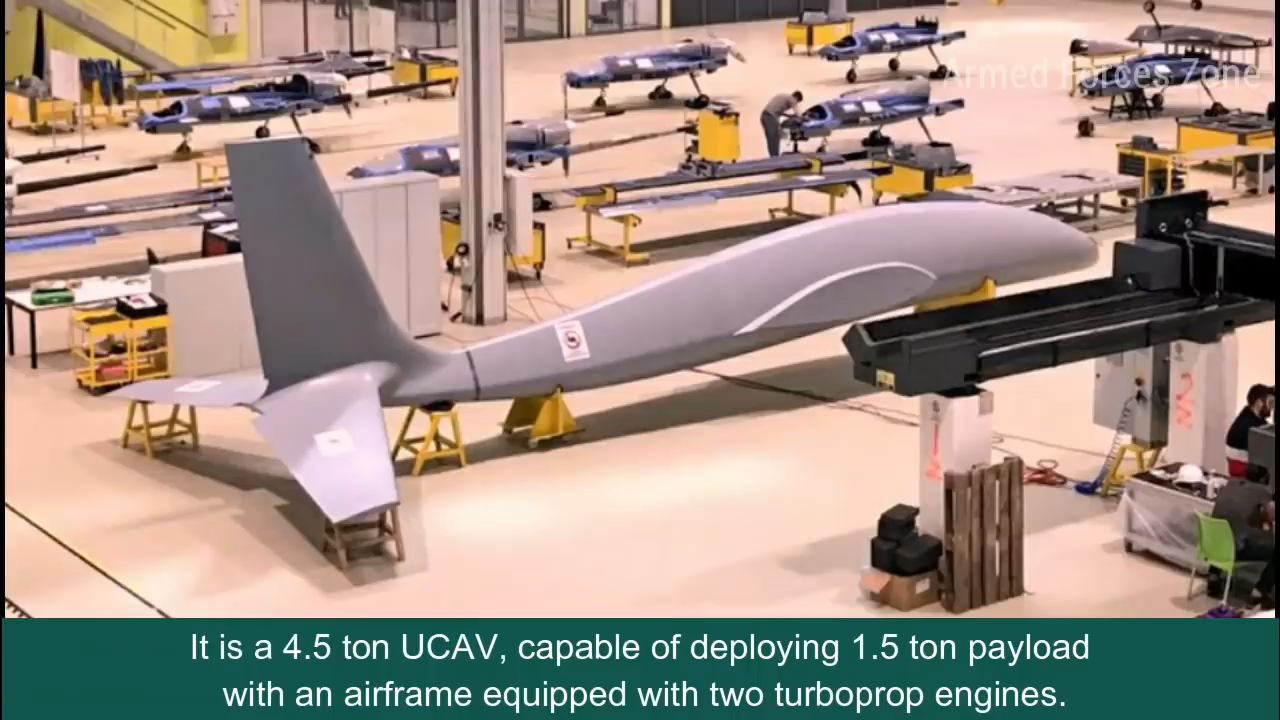 Armed Forces Zone
It is a 4.5 ton UCAV, capable of deploying 1.5 ton payload
with an airframe equipped with two turboprop engines.